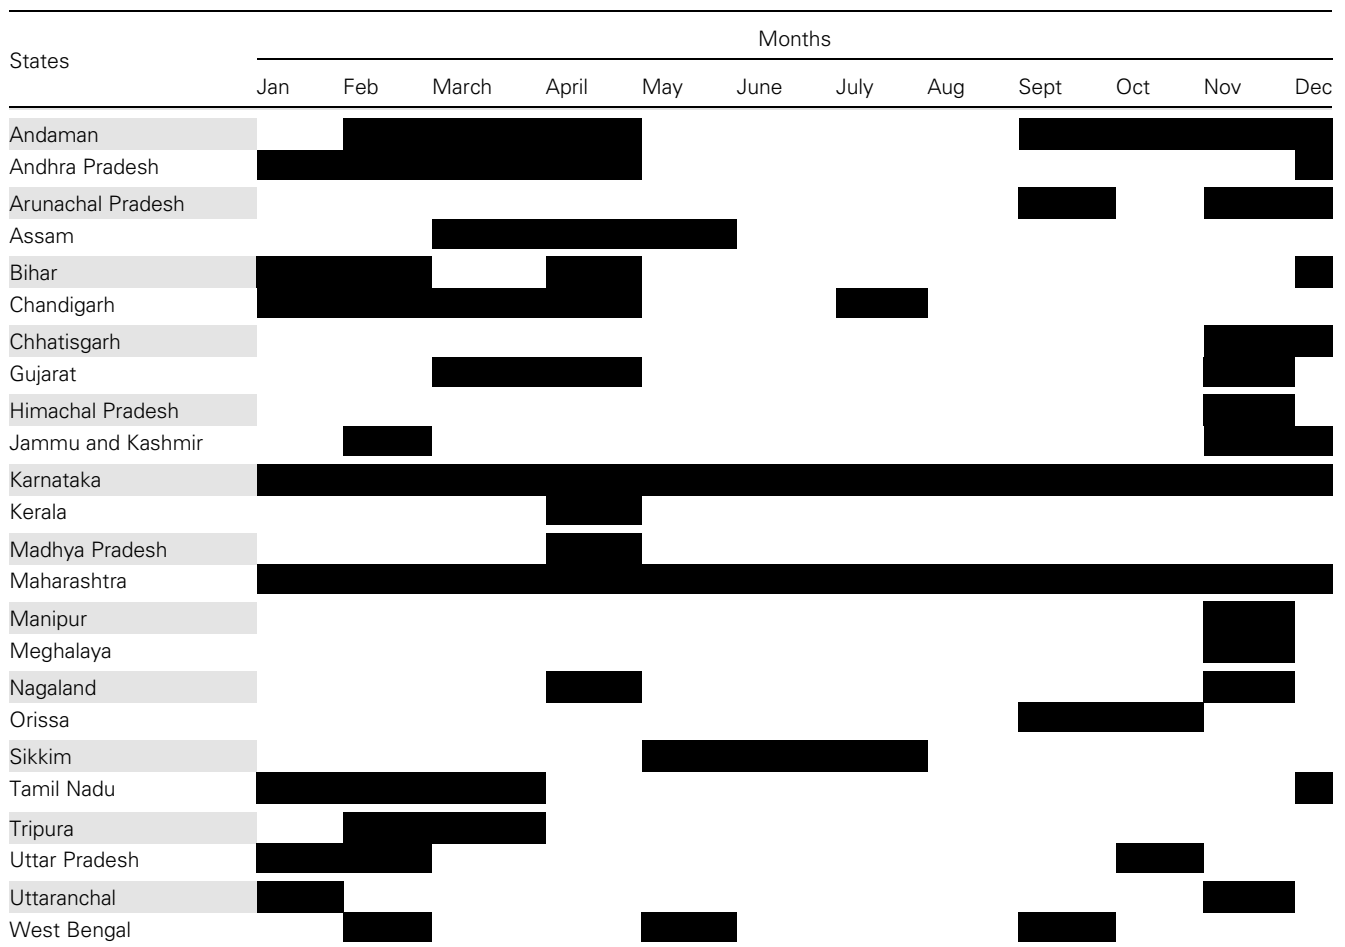 Months
States
Jan Feb March April May June July Aug Sept Oct Nov Dec
Andaman
Andhra Pradesh
Arunachal Pradesh
Assam
Bihar
Chandigarh
Chhatisgarh
Gujarat
Himachal Pradesh
Jammu and Kashmir
Karnataka
Kerala
Madhya Pradesh
Maharashtra
Manipur
Meghalaya
Nagaland
Orissa
Sikkim
Tamil Nadu
Tripura
Uttar Pradesh
Uttaranchal
West Bengal